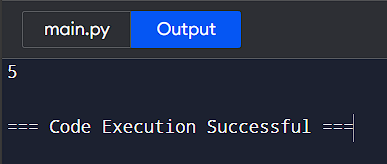 main.py Output
5
=== Code Execution Successful ===